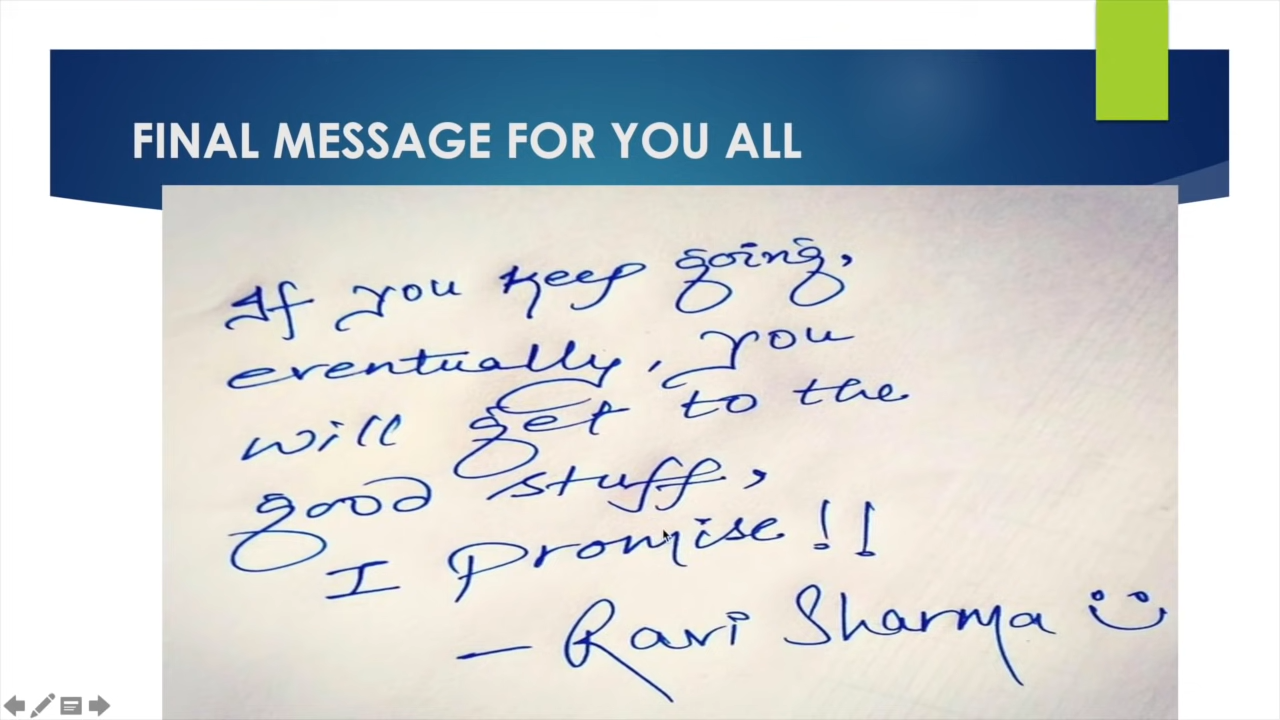 FINAL MESSAGE FOR YOU ALL
If you keep going,
eventually, you
will get to the
good stuff,
I promise!!
- Ravi Sharma